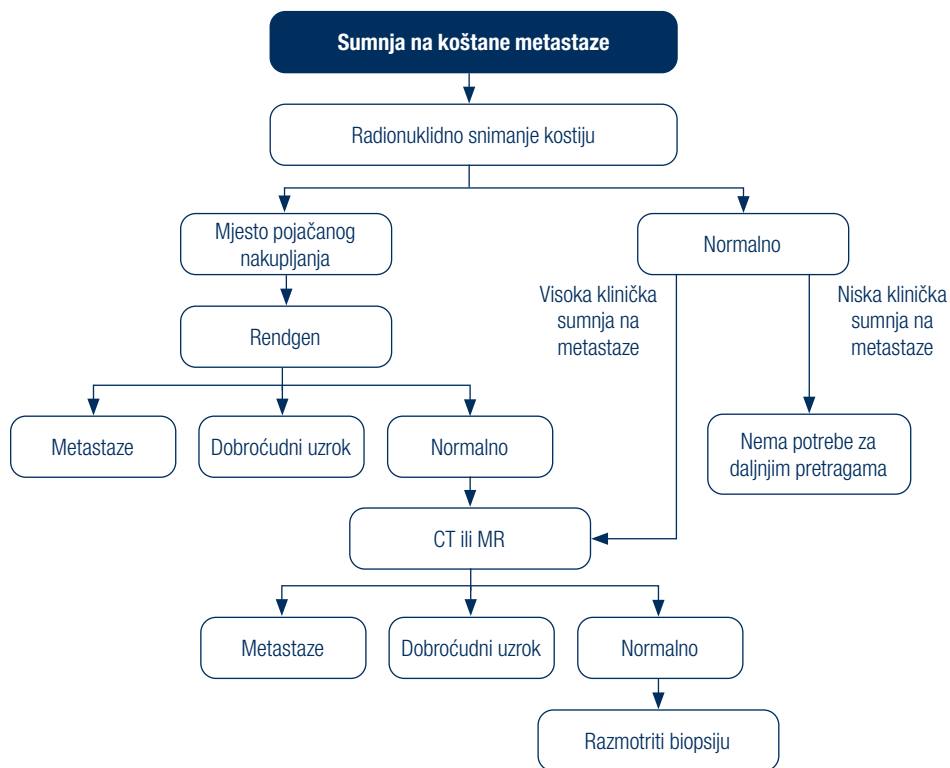 Sumnja na koštane metastaze
Radionuklidno snimanje kostiju
Mjesto pojačanog
nakupljanja
Normalno
Visoka klinička
sumnja na
metastaze
Niska klinička
sumnja na
metastaze
Rendgen
Metastaze
Dobroćudni uzrok
Normalno
Nema potrebe za
daljnjim pretragama
CT ili MR
Metastaze
Dobroćudni uzrok
Normalno
Razmotriti biopsiju